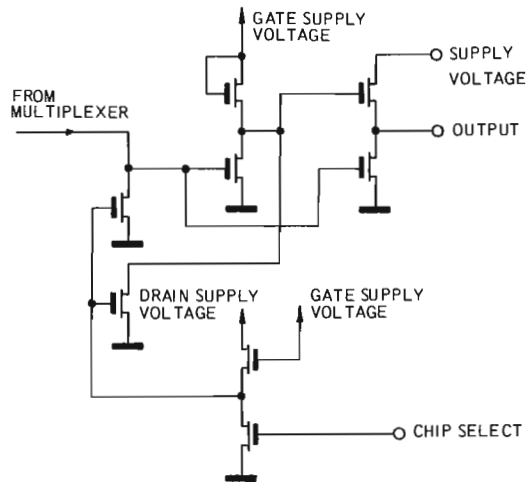 GATE SUPPLY
VOLTAGE
SUPPLY
VOLTAGE
FROM
MULTIPLEXER
OUTPUT
DRAIN SUPPLY
VOLTAGE
GATE SUPPLY
VOLTAGE
CHIP SELECT